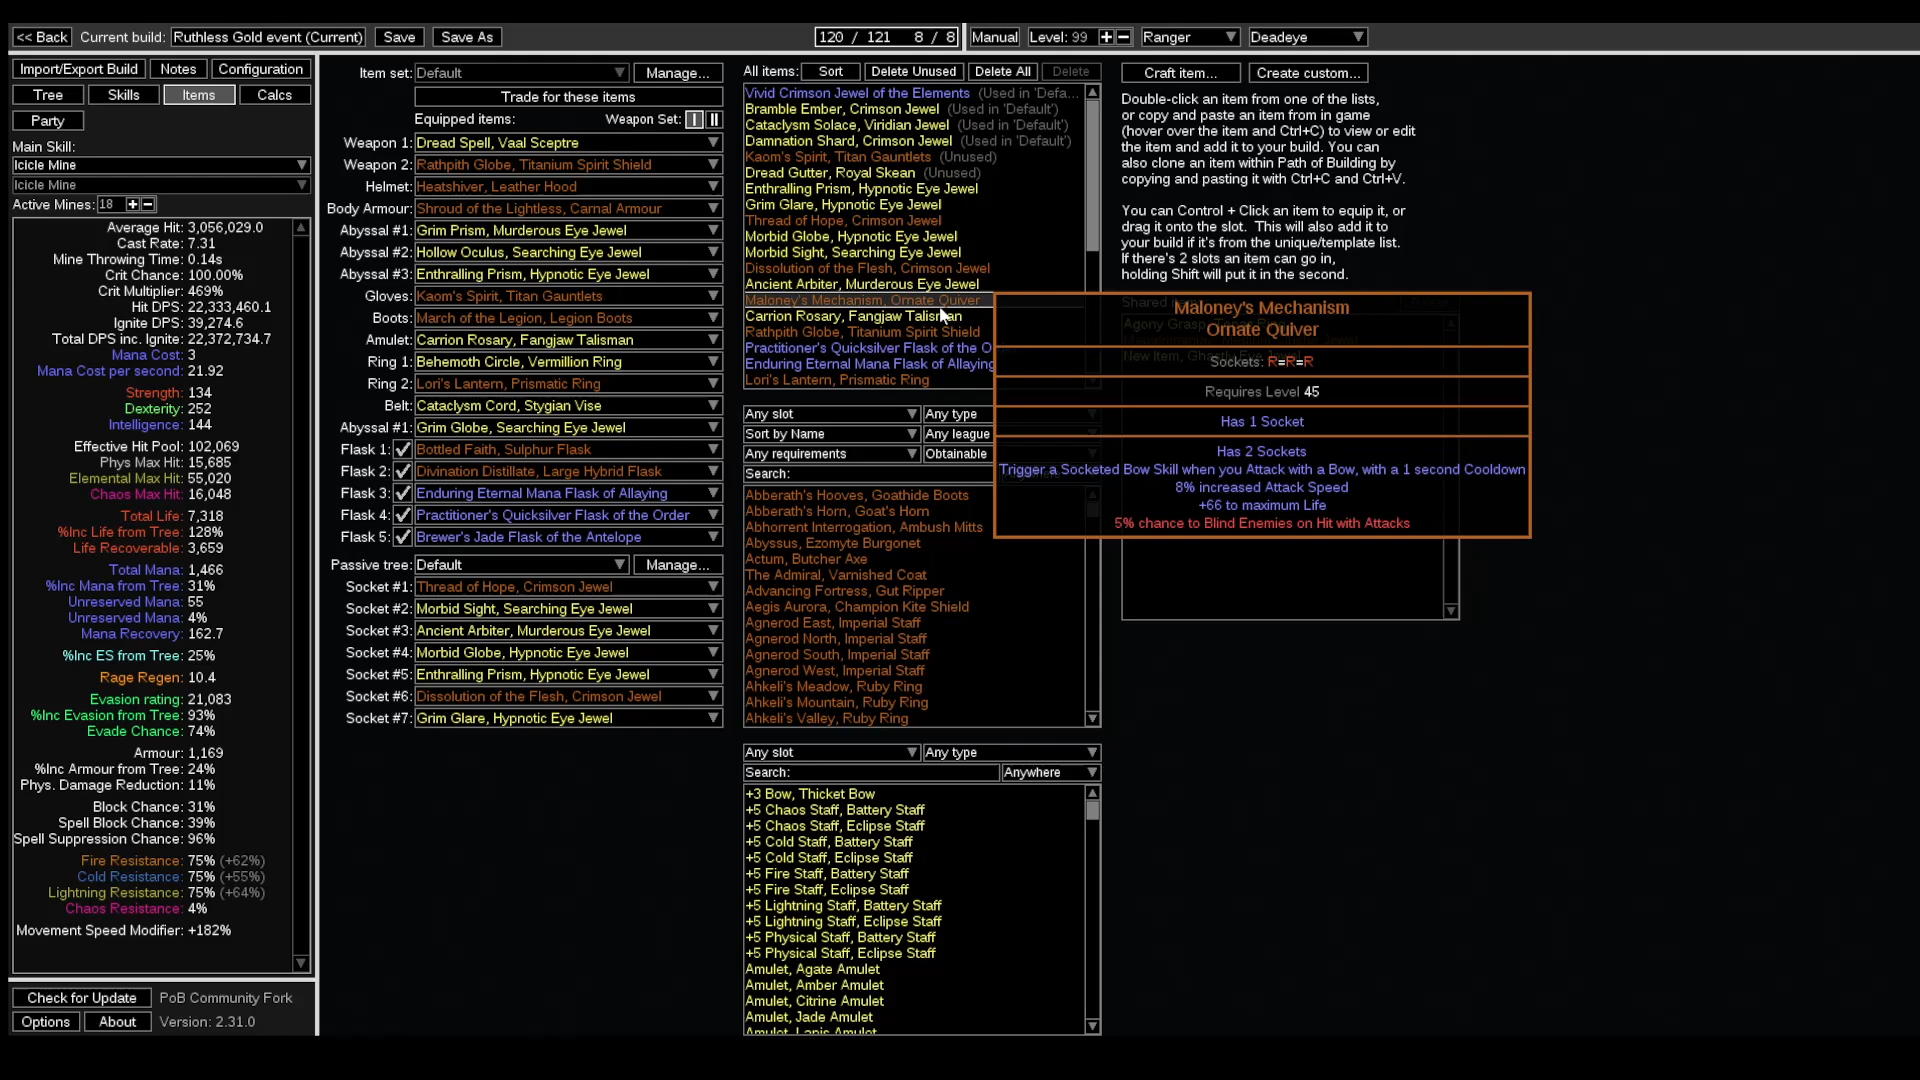 << Back
Current build: Ruthless Gold event (Current)
Save
Save As
120 / 121 8 / 8
Manual
Level: 99
Ranger
Deadeye
Import/Export Build
Notes
Configuration
Tree
Skills
Items
Calcs
Party
Main Skill:
Icicle Mine
Icicle Mine
Active Mines: 18
Average Hit: 3,056,029.0
Cast Rate: 7.31
Mine Throwing Time: 0.14s
Crit Chance: 100.00%
Crit Multiplier: 469%
Hit DPS: 22,333,460.1
Ignite DPS: 39,274.6
Total DPS inc. Ignite: 22,372,734.7
Mana Cost: 3
Mana Cost per second: 21.92
Strength: 134
Dexterity: 252
Intelligence: 144
Effective Hit Pool: 102,069
Phys Max Hit: 15,685
Elemental Max Hit: 55,020
Chaos Max Hit: 16,048
Total Life: 7,318
%Inc Life from Tree: 128%
Life Recoverable: 3,659
Total Mana: 1,466
%Inc Mana from Tree: 31%
Unreserved Mana: 55
Unreserved Mana: 4%
Mana Recovery: 162.7
%Inc ES from Tree: 25%
Rage Regen: 10.4
Evasion rating: 21,083
%Inc Evasion from Tree: 93%
Evade Chance: 74%
Armour: 1,169
%Inc Armour from Tree: 24%
Phys. Damage Reduction: 11%
Block Chance: 31%
Spell Block Chance: 39%
Spell Suppression Chance: 96%
Fire Resistance: 75% (+62%)
Cold Resistance: 75% (+55%)
Lightning Resistance: 75% (+64%)
Chaos Resistance: 4%
Movement Speed Modifier: +182%
Check for Update
PoB Community Fork
Options
About
Version: 2.31.0
Item set: Default
Manage...
Trade for these items
Equipped items:
Weapon Set: I II
Weapon 1: Dread Spell, Vaal Sceptre
Weapon 2: Rathpith Globe, Titanium Spirit Shield
Helmet: Heatshiver, Leather Hood
Body Armour: Shroud of the Lightless, Carnal Armour
Abyssal #1: Grim Prism, Murderous Eye Jewel
Abyssal #2: Hollow Oculus, Searching Eye Jewel
Abyssal #3: Enthralling Prism, Hypnotic Eye Jewel
Gloves: Kaom's Spirit, Titan Gauntlets
Boots: March of the Legion, Legion Boots
Amulet: Carrion Rosary, Fangjaw Talisman
Ring 1: Behemoth Circle, Vermillion Ring
Ring 2: Lori's Lantern, Prismatic Ring
Belt: Cataclysm Cord, Stygian Vise
Abyssal #1: Grim Globe, Searching Eye Jewel
Flask 1: Bottled Faith, Sulphur Flask
Flask 2: Divination Distillate, Large Hybrid Flask
Flask 3: Enduring Eternal Mana Flask of Allaying
Flask 4: Practitioner's Quicksilver Flask of the Order
Flask 5: Brewer's Jade Flask of the Antelope
Passive tree: Default
Manage...
Socket #1: Thread of Hope, Crimson Jewel
Socket #2: Morbid Sight, Searching Eye Jewel
Socket #3: Ancient Arbiter, Murderous Eye Jewel
Socket #4: Morbid Globe, Hypnotic Eye Jewel
Socket #5: Enthralling Prism, Hypnotic Eye Jewel
Socket #6: Dissolution of the Flesh, Crimson Jewel
Socket #7: Grim Glare, Hypnotic Eye Jewel
All items:
Sort
Delete Unused
Delete All
Delete
Vivid Crimson Jewel of the Elements (Used in 'Defa...
Bramble Ember, Crimson Jewel (Used in 'Default')
Cataclysm Solace, Viridian Jewel (Used in 'Default')
Damnation Shard, Crimson Jewel (Used in 'Default')
Kaom's Spirit, Titan Gauntlets (Unused)
Dread Gutter, Royal Skean (Unused)
Enthralling Prism, Hypnotic Eye Jewel
Grim Glare, Hypnotic Eye Jewel
Thread of Hope, Crimson Jewel
Morbid Globe, Hypnotic Eye Jewel
Morbid Sight, Searching Eye Jewel
Dissolution of the Flesh, Crimson Jewel
Ancient Arbiter, Murderous Eye Jewel
Maloney's Mechanism, Ornate Quiver
Carrion Rosary, Fangjaw Talisman
Rathpith Globe, Titanium Spirit Shield
Practitioner's Quicksilver Flask of the O
Enduring Eternal Mana Flask of Allaying
Lori's Lantern, Prismatic Ring
Any slot
Any type
Sort by Name
Any league
Any requirements
Obtainable
Search:
Abberath's Hooves, Goathide Boots
Abberath's Horn, Goat's Horn
Abhorrent Interrogation, Ambush Mitts
Abyssus, Ezomyte Burgonet
Actum, Butcher Axe
The Admiral, Varnished Coat
Advancing Fortress, Gut Ripper
Aegis Aurora, Champion Kite Shield
Agnerod East, Imperial Staff
Agnerod North, Imperial Staff
Agnerod South, Imperial Staff
Agnerod West, Imperial Staff
Ahkeli's Meadow, Ruby Ring
Ahkeli's Mountain, Ruby Ring
Ahkeli's Valley, Ruby Ring
Any slot
Any type
Search:
Anywhere
+3 Bow, Thicket Bow
+5 Chaos Staff, Battery Staff
+5 Chaos Staff, Eclipse Staff
+5 Cold Staff, Battery Staff
+5 Cold Staff, Eclipse Staff
+5 Fire Staff, Battery Staff
+5 Fire Staff, Eclipse Staff
+5 Lightning Staff, Battery Staff
+5 Lightning Staff, Eclipse Staff
+5 Physical Staff, Battery Staff
+5 Physical Staff, Eclipse Staff
Amulet, Agate Amulet
Amulet, Amber Amulet
Amulet, Citrine Amulet
Amulet, Jade Amulet
Amulet, Lapis Amulet
Craft item...
Create custom...
Double-click an item from one of the lists,
or copy and paste an item from in game
(hover over the item and Ctrl+C) to view or edit
the item and add it to your build. You can
also clone an item within Path of Building by
copying and pasting it with Ctrl+C and Ctrl+V.
You can Control + Click an item to equip it, or
drag it onto the slot. This will also add it to
your build if it's from the unique/template list.
If there's 2 slots an item can go in,
holding Shift will put it in the second.
Maloney's Mechanism
Ornate Quiver
Sockets: R=R=R
Requires Level 45
Has 1 Socket
Has 2 Sockets
Trigger a Socketed Bow Skill when you Attack with a Bow, with a 1 second Cooldown
8% increased Attack Speed
+66 to maximum Life
5% chance to Blind Enemies on Hit with Attacks